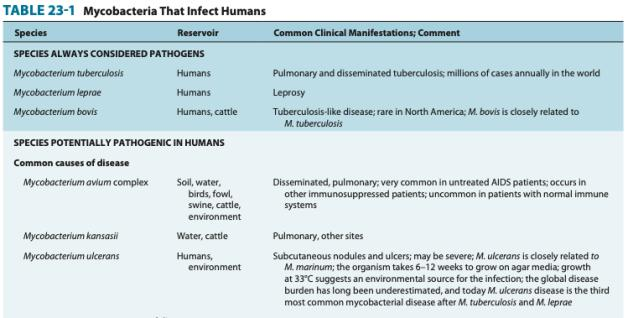 TABLE 23-1 Mycobacteria That Infect Humans
Species Reservoir Common Clinical Manifestations; Comment
SPECIES ALWAYS CONSIDERED PATHOGENS
Mycobacterium tuberculosis Humans Pulmonary and disseminated tuberculosis; millions of cases annually in the world
Mycobacterium leprae Humans Leprosy
Mycobacterium bovis Humans, cattle Tuberculosis-like disease; rare in North America; M. bovis is closely related to
M. tuberculosis
SPECIES POTENTIALLY PATHOGENIC IN HUMANS
Common causes of disease
Mycobacterium avium complex Soil, water, Disseminated, pulmonary; very common in untreated AIDS patients; occurs in
birds, fowl, other immunosuppressed patients; uncommon in patients with normal immune
swine, cattle, systems
environment
Mycobacterium kansasii Water, cattle Pulmonary, other sites
Mycobacterium ulcerans Humans, Subcutaneous nodules and ulcers; may be severe; M. ulcerans is closely related to
environment M. marinum; the organism takes 6–12 weeks to grow on agar media; growth
at 33°C suggests an environmental source for the infection; the global disease
burden has long been underestimated, and today M. ulcerans disease is the third
most common mycobacterial disease after M. tuberculosis and M. leprae